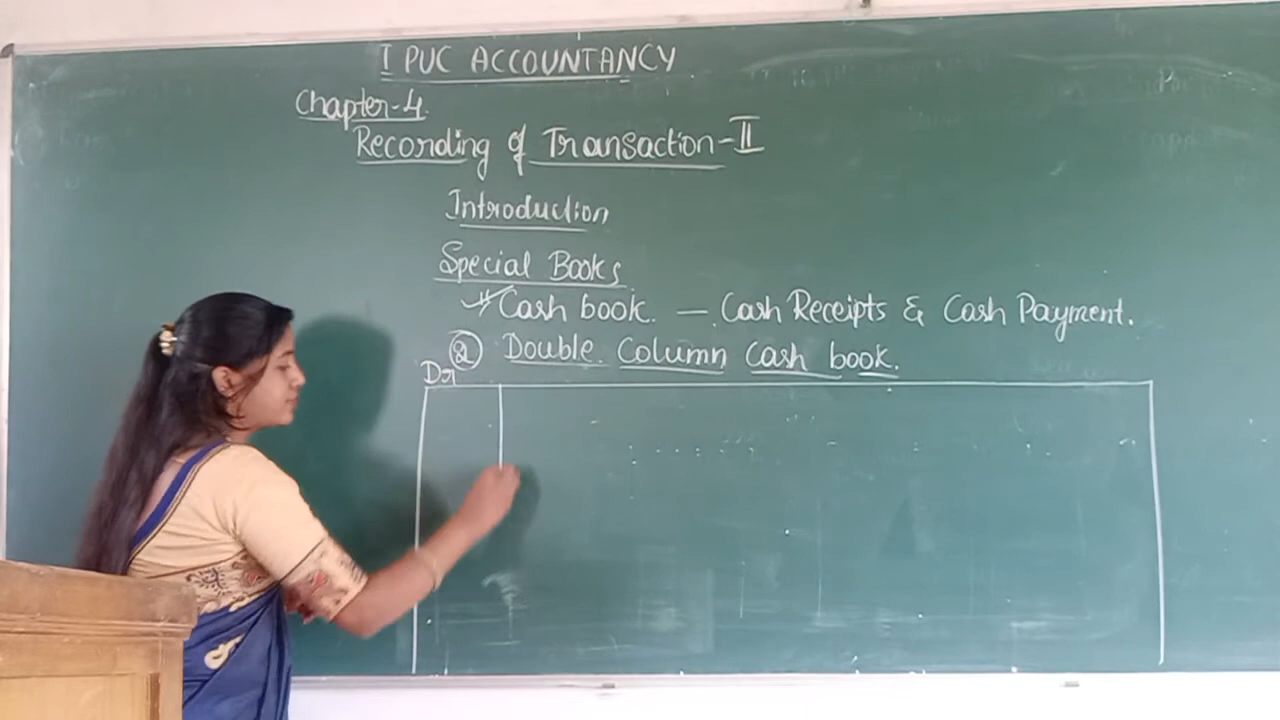 I PUC ACCOUNTANCY
Chapter-4.
Recording of Transaction-II
Introduction
Special Books
Cash book. — Cash Receipts & Cash Payment.
a) Double Column Cash book.
Dr